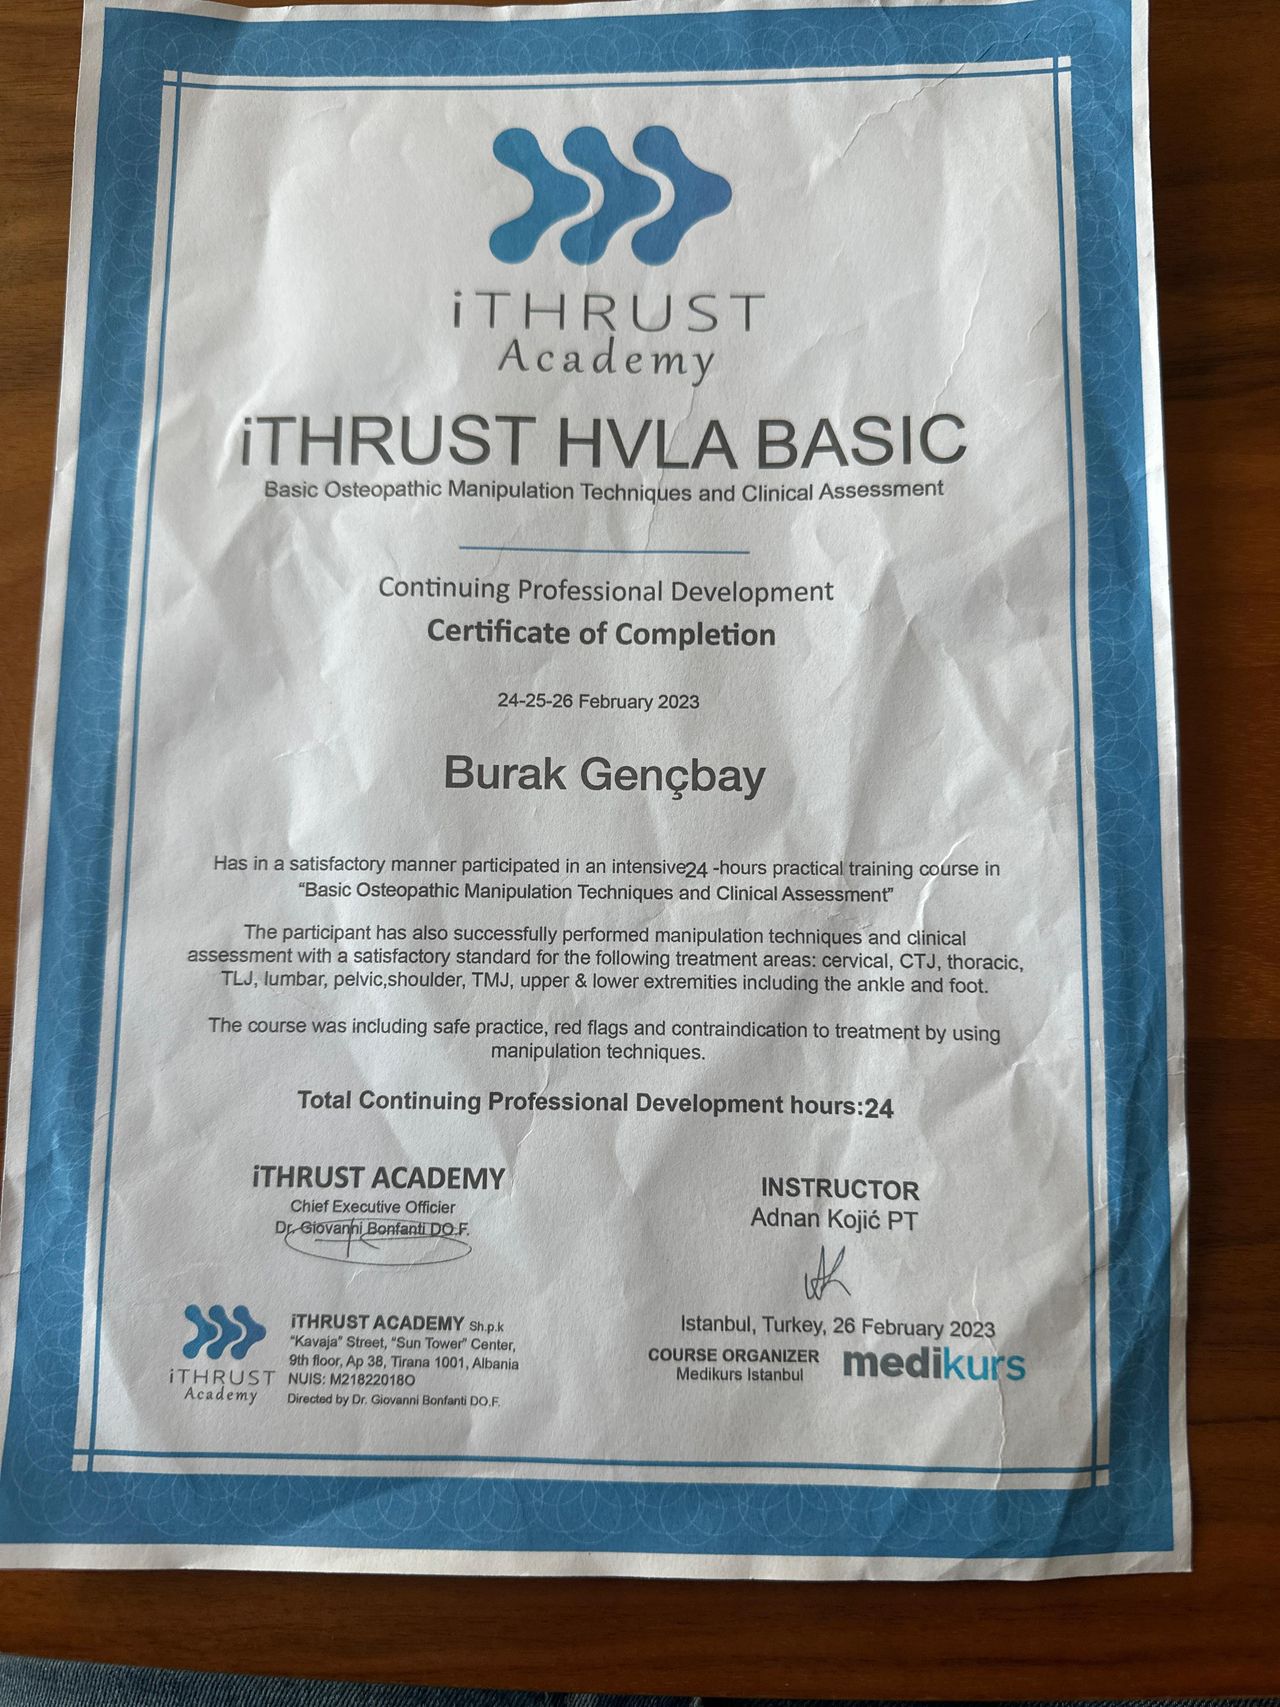 iTHRUST
Academy
iTHRUST HVLA BASIC
Basic Osteopathic Manipulation Techniques and Clinical Assessment
Continuing Professional Development
Certificate of Completion
24-25-26 February 2023
Burak Gençbay
Has in a satisfactory manner participated in an intensive24 -hours practical training course in
“Basic Osteopathic Manipulation Techniques and Clinical Assessment”
The participant has also successfully performed manipulation techniques and clinical
assessment with a satisfactory standard for the following treatment areas: cervical, CTJ, thoracic,
TLJ, lumbar, pelvic,shoulder, TMJ, upper & lower extremities including the ankle and foot.
The course was including safe practice, red flags and contraindication to treatment by using
manipulation techniques.
Total Continuing Professional Development hours:24
iTHRUST ACADEMY
Chief Executive Officier
Dr. Giovanni Bonfanti DO.F.
INSTRUCTOR
Adnan Kojić PT
iTHRUST
Academy
iTHRUST ACADEMY Sh.p.k
“Kavaja” Street, “Sun Tower” Center,
9th floor, Ap 38, Tirana 1001, Albania
NUIS: M21822018O
Directed by Dr. Giovanni Bonfanti DO.F.
Istanbul, Turkey, 26 February 2023
COURSE ORGANIZER
Medikurs Istanbul
medikurs